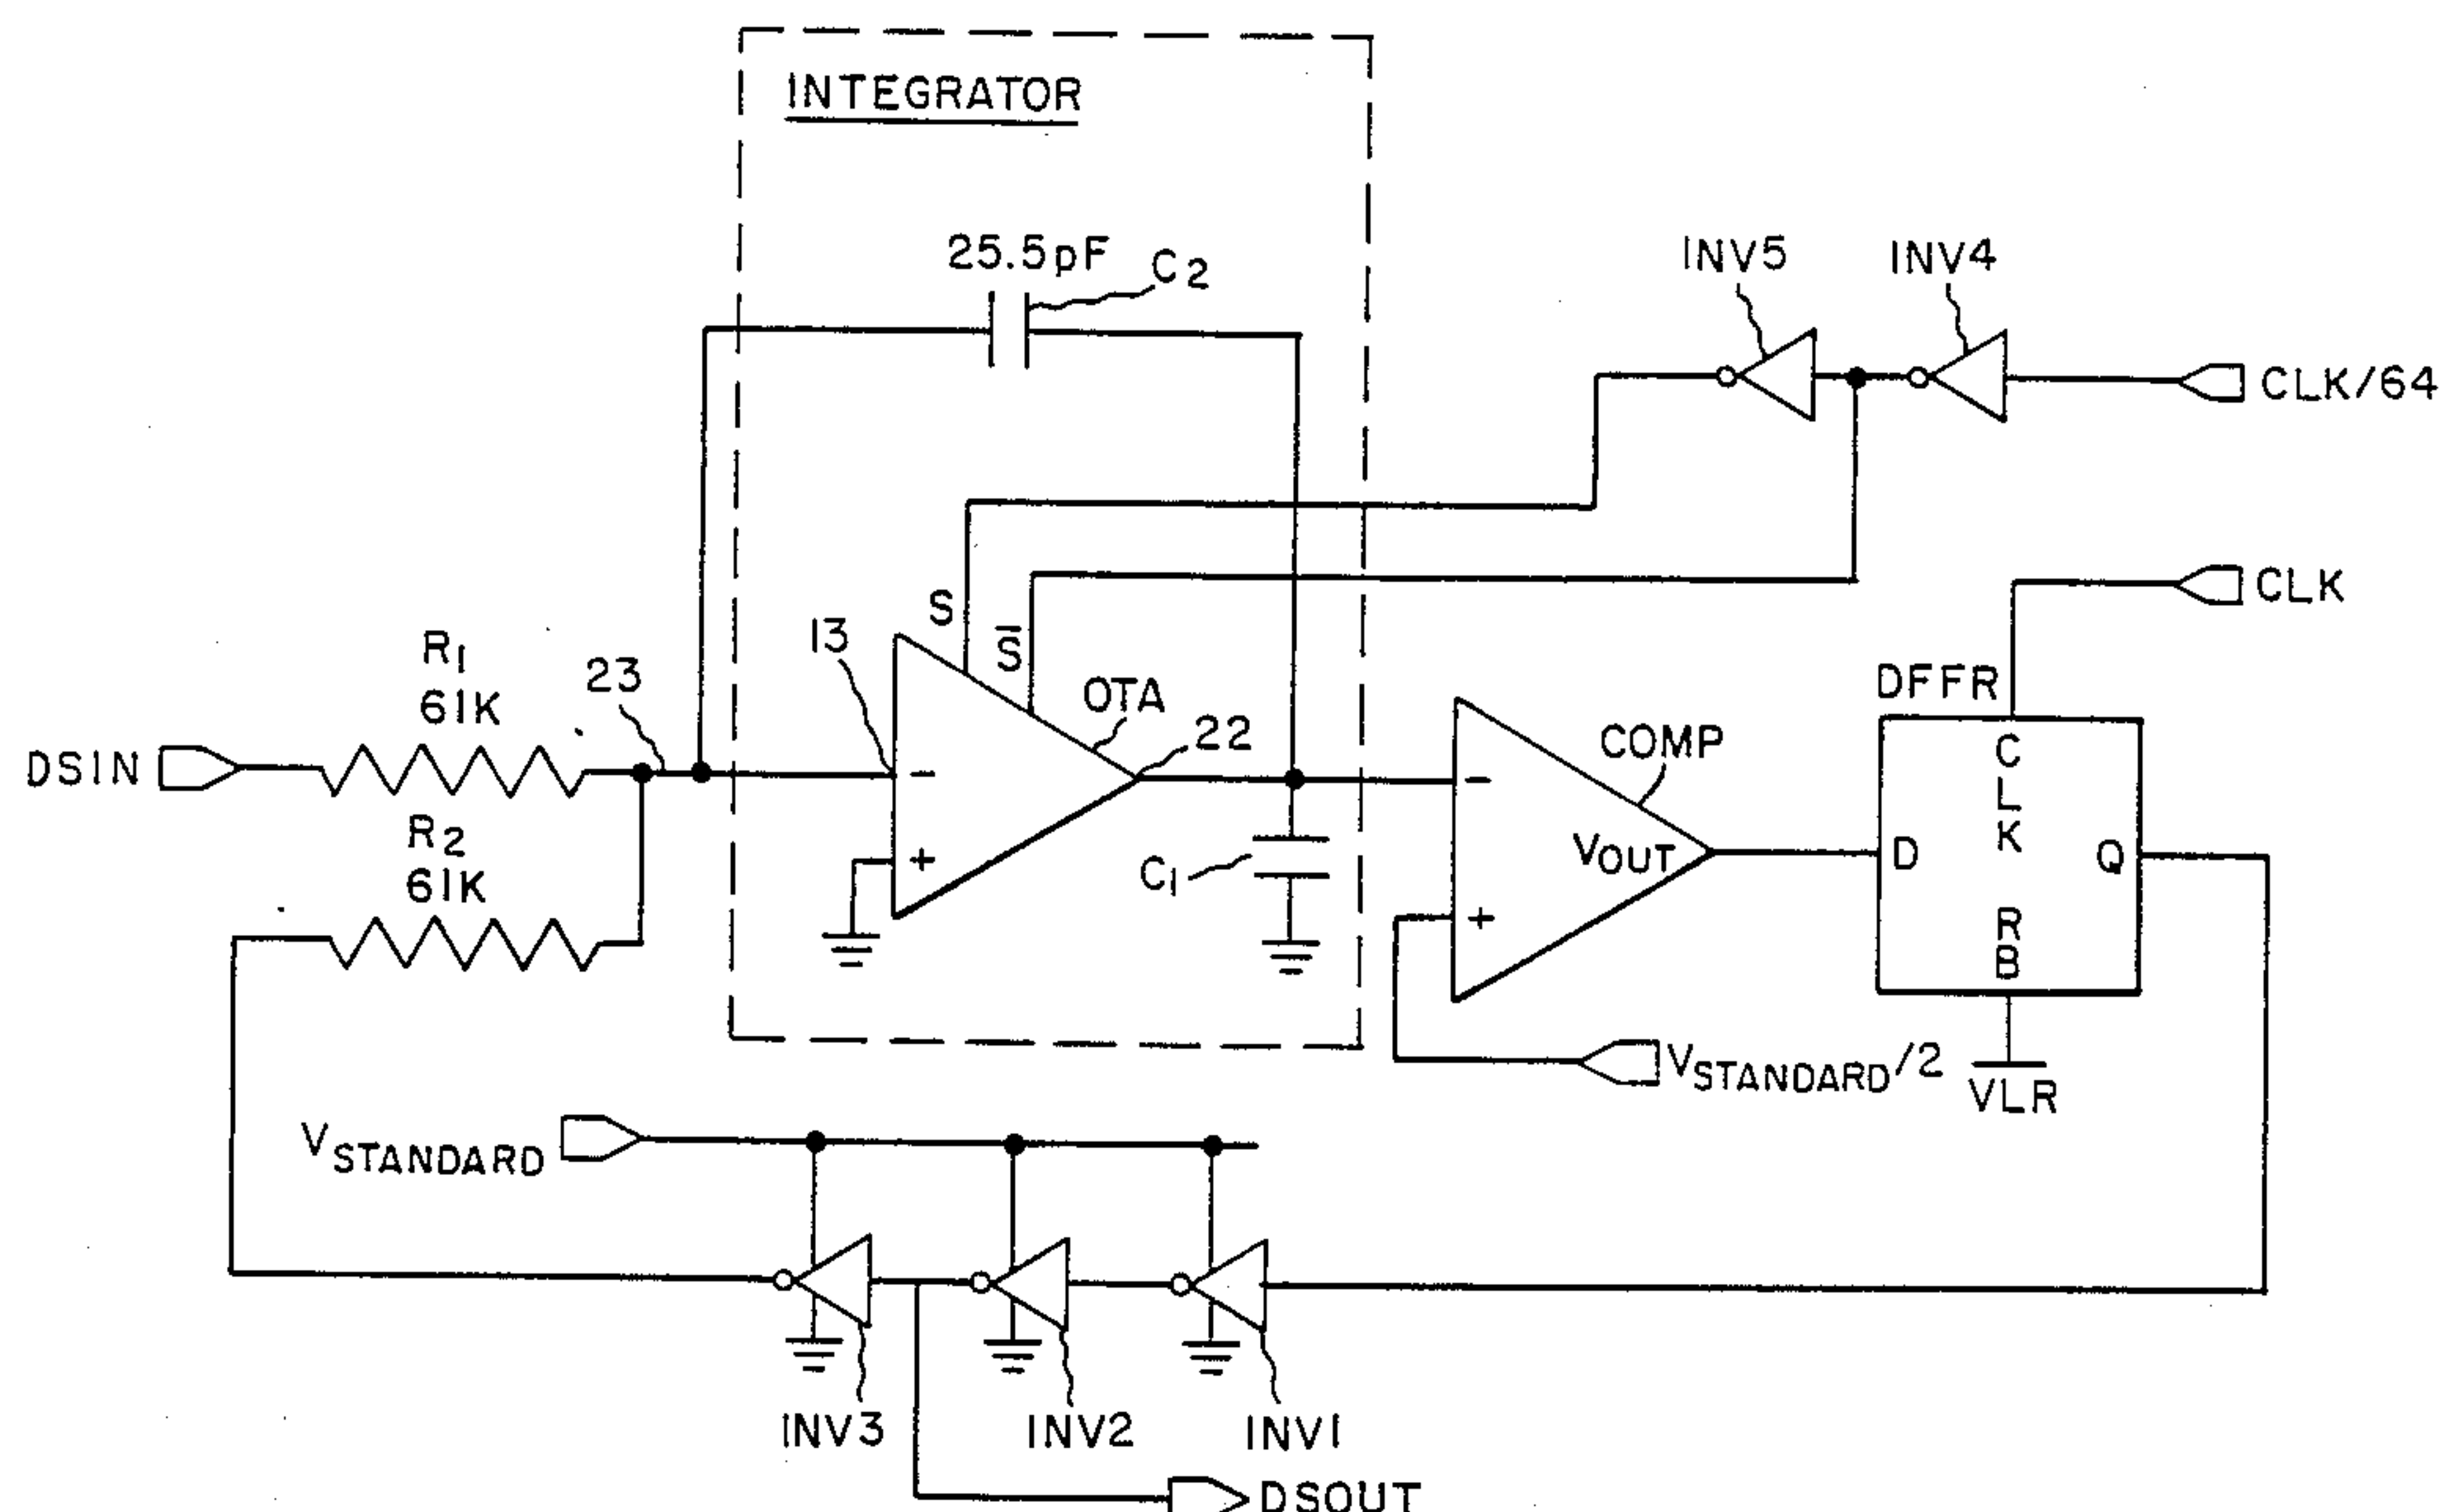 INTEGRATOR
25.5pF
C2
INV5
INV4
CLK/64
CLK
S
S̄
13
R1
61K
23
OTA
22
DFFR
COMP
DSIN
-
-
C
L
K
R2
61K
+
C1
VOUT
D
Q
+
R
B
VSTANDARD/2
VLR
VSTANDARD
INV3
INV2
INV1
DSOUT